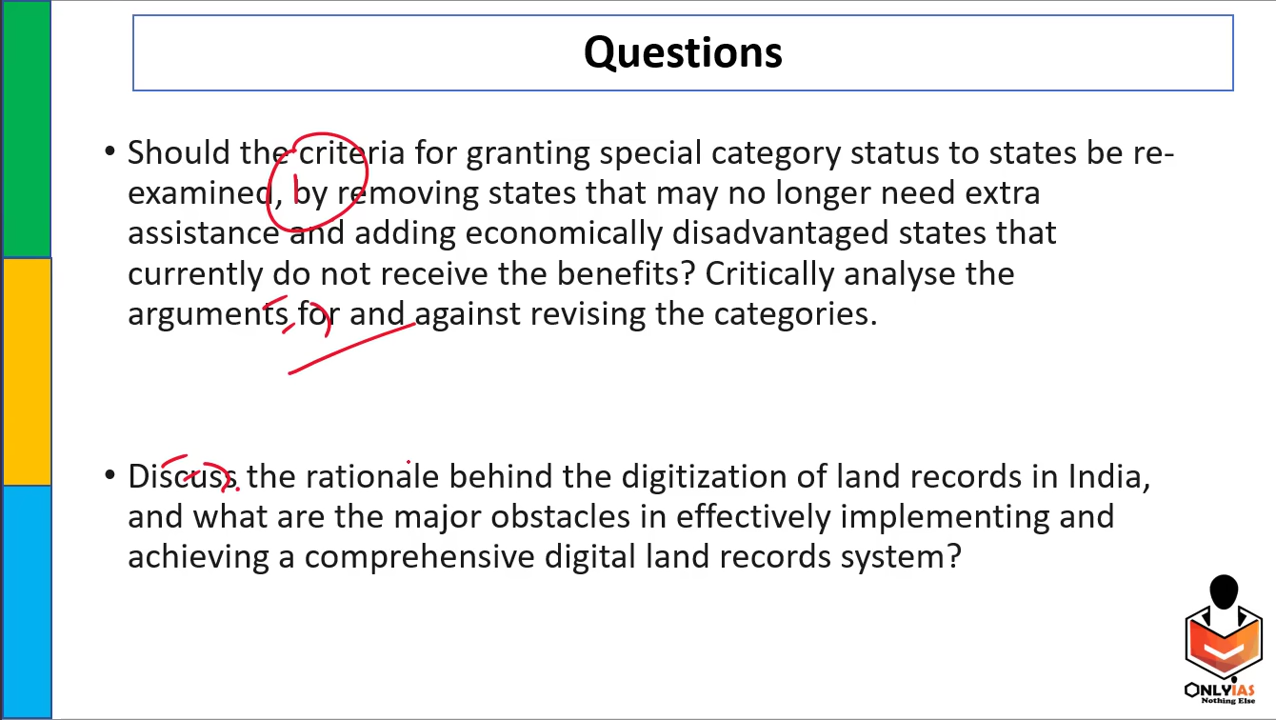 Questions
• Should the criteria for granting special category status to states be re-
examined, by removing states that may no longer need extra
assistance and adding economically disadvantaged states that
currently do not receive the benefits? Critically analyse the
arguments for and against revising the categories.
• Discuss the rationale behind the digitization of land records in India,
and what are the major obstacles in effectively implementing and
achieving a comprehensive digital land records system?
ONLYIAS
Nothing Else